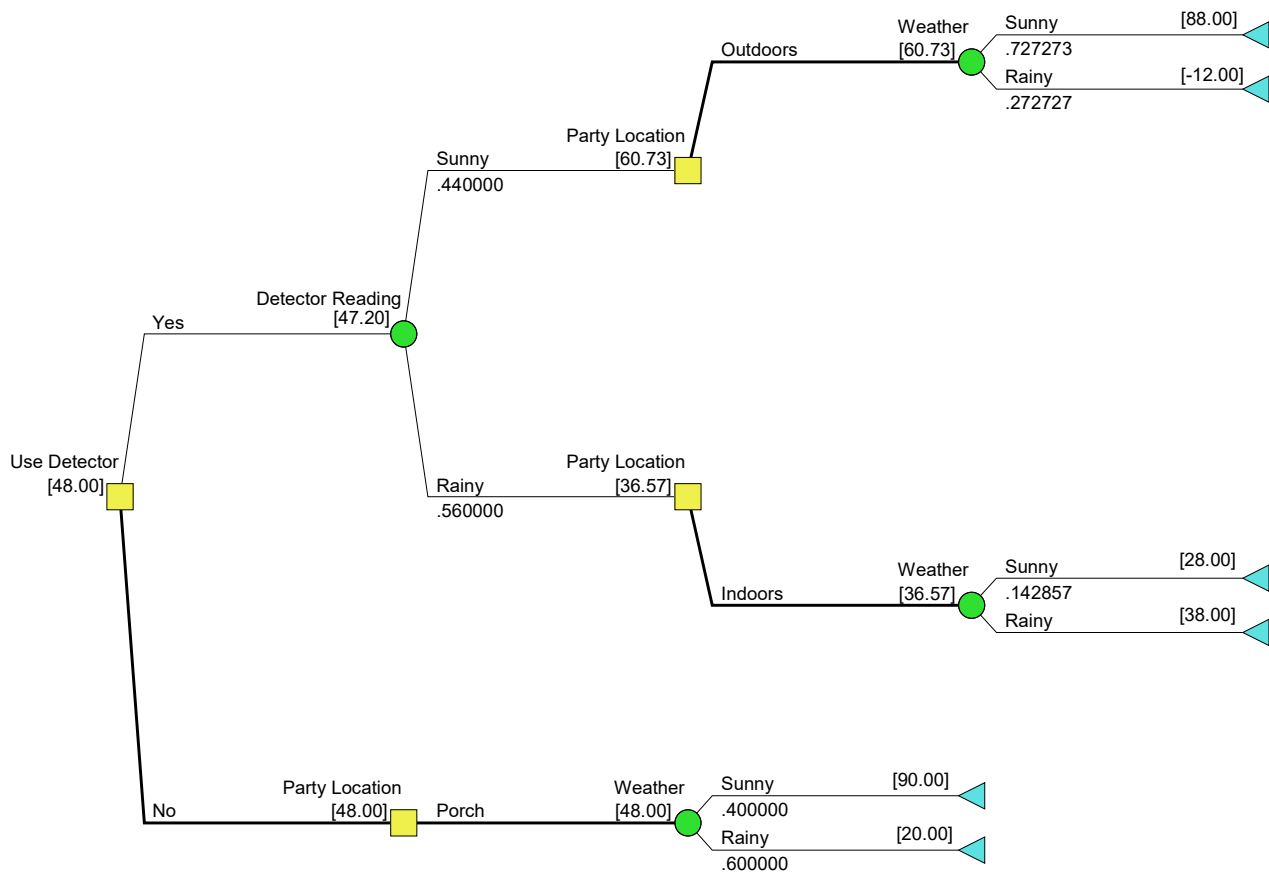 Weather
[60.73]
Outdoors
Sunny
.727273
[88.00]
Rainy
.272727
[-12.00]
Party Location
[60.73]
Sunny
.440000
Detector Reading
[47.20]
Yes
Use Detector
[48.00]
Party Location
[36.57]
Rainy
.560000
Weather
[36.57]
Indoors
Sunny
.142857
[28.00]
Rainy
[38.00]
No
Party Location
[48.00]
Porch
Weather
[48.00]
Sunny
.400000
[90.00]
Rainy
.600000
[20.00]